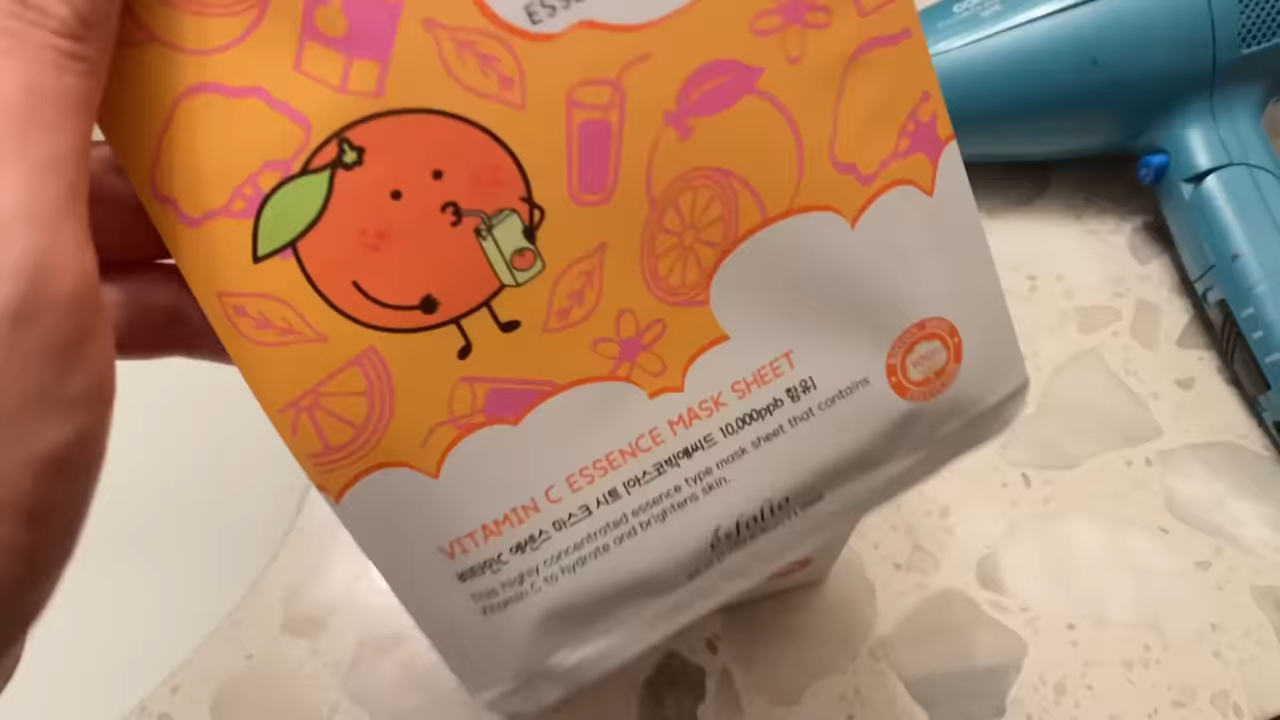 VITAMIN C ESSENCE MASK SHEET
비타민C 에센스 마스크 시트 |아스코빅애씨드 10,000ppb 함유|
This highly concentrated essence type mask sheet that contains
Vitamin C to hydrate and brightens skin.
esfolio